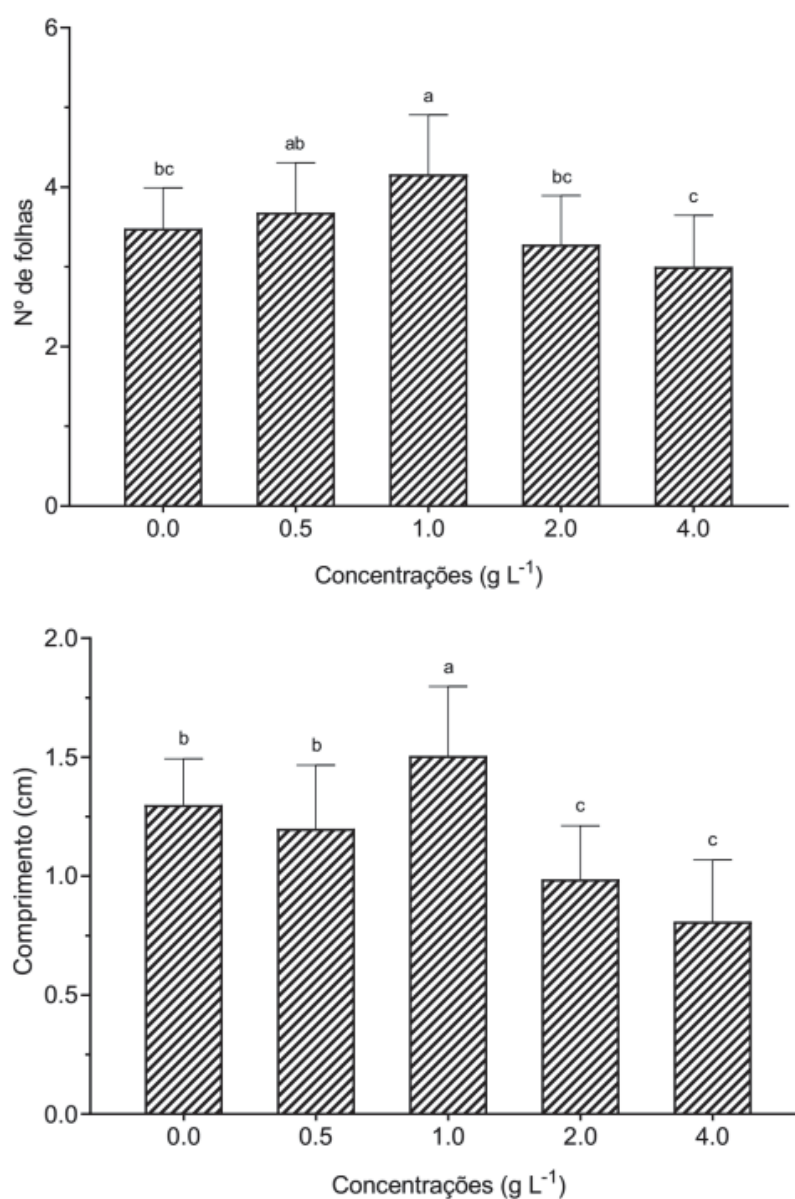 6
a
ab
bc
bc
4
c
Nº de folhas
2
0
0.0 0.5 1.0 2.0 4.0
Concentrações (g L⁻¹)
2.0
a
b
b
1.5
c
c
Comprimento (cm)
1.0
0.5
0.0
0.0 0.5 1.0 2.0 4.0
Concentrações (g L⁻¹)